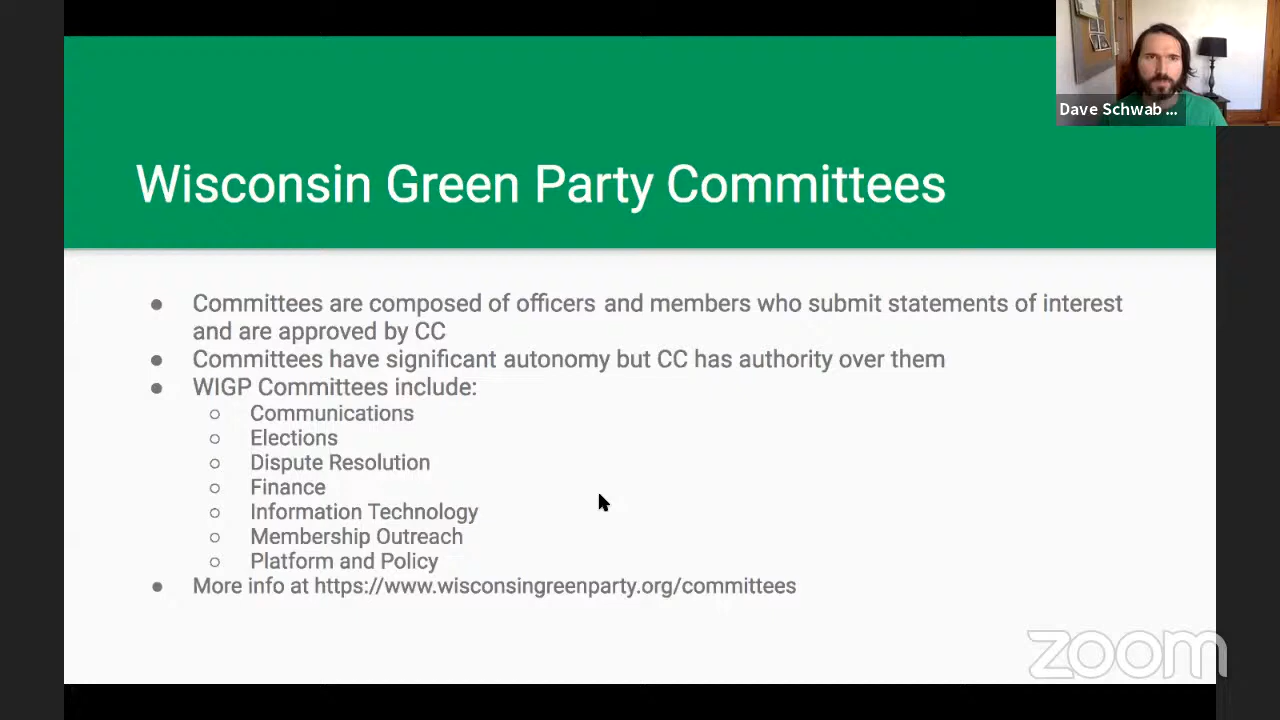 Dave Schwab ...
Wisconsin Green Party Committees
● Committees are composed of officers and members who submit statements of interest
and are approved by CC
● Committees have significant autonomy but CC has authority over them
● WIGP Committees include:
○ Communications
○ Elections
○ Dispute Resolution
○ Finance
○ Information Technology
○ Membership Outreach
○ Platform and Policy
● More info at https://www.wisconsingreenparty.org/committees
zoom